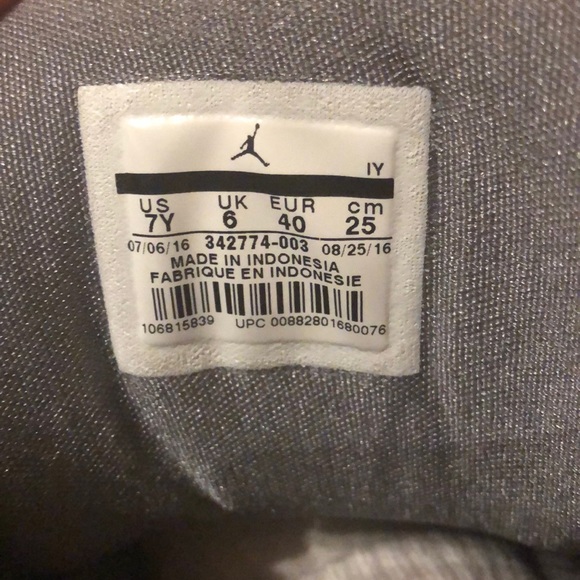 IY
US UK EUR cm
7Y 6 40 25
07/06/16 342774-003 08/25/16
MADE IN INDONESIA
FABRIQUE EN INDONESIE
106815839 UPC 00882801680076